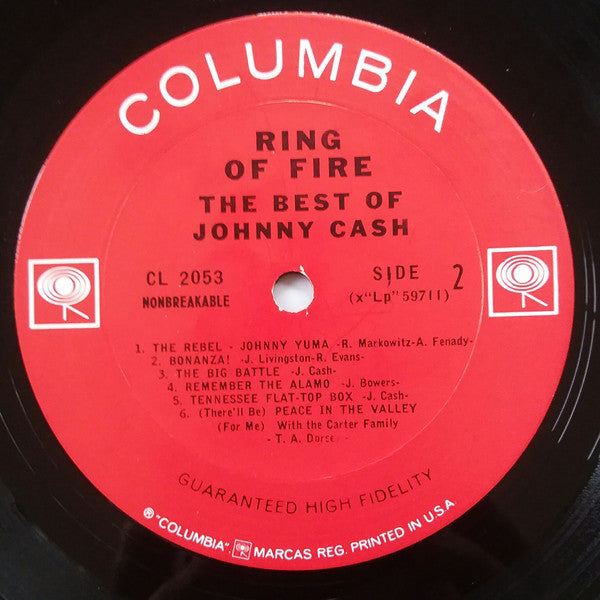 COLUMBIA
RING
OF FIRE
THE BEST OF
JOHNNY CASH
CL 2053
NONBREAKABLE
SIDE 2
(x"Lp" 59711)
1. THE REBEL - JOHNNY YUMA -R. Markowitz-A. Fenady-
2. BONANZA! -J. Livingston-R. Evans-
3. THE BIG BATTLE -J. Cash-
4. REMEMBER THE ALAMO -J. Bowers-
5. TENNESSEE FLAT-TOP BOX -J. Cash-
6. (There'll Be) PEACE IN THE VALLEY
(For Me) With the Carter Family
- T. A.
GUARANTEED HIGH FIDELITY
® "COLUMBIA", MARCAS REG. PRINTED IN U.S.A.